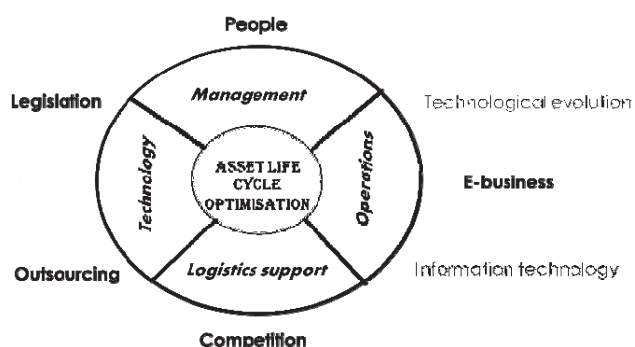 People
Legislation
Management
Technological evolution
Technology
ASSET LIFE
CYCLE
OPTIMISATION
Operations
E-business
Outsourcing
Logistics support
Information technology
Competition